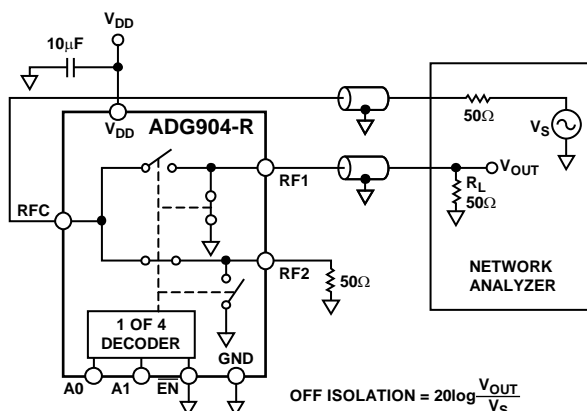 VDD
10µF
VDD
ADG904-R
50Ω
VS
VOUT
RL
50Ω
RF1
RFC
RF2
50Ω
NETWORK
ANALYZER
1 OF 4
DECODER
GND
A0
A1
EN
OFF ISOLATION = 20log VOUT/VS